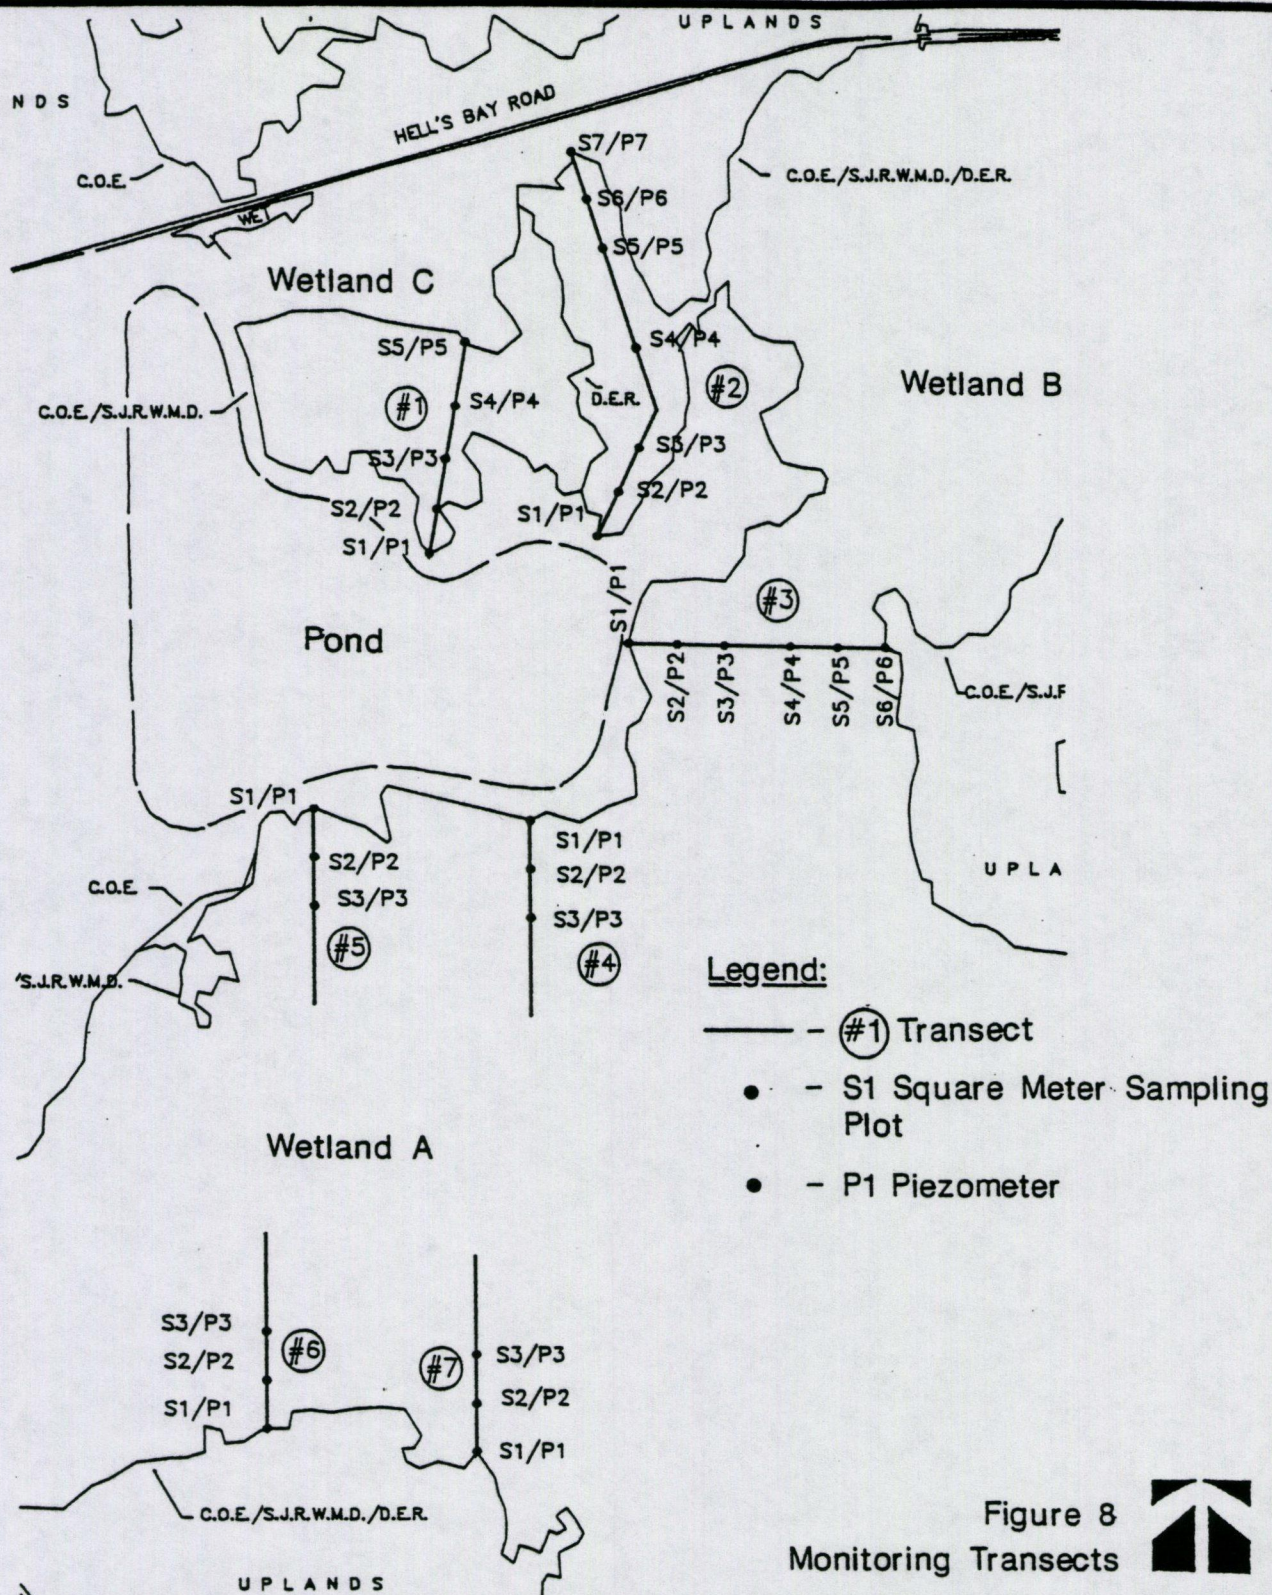 UPLANDS
NDS
HELL'S BAY ROAD
S7/P7
C.O.E.
C.O.E./S.J.R.W.M.D./D.E.R.
S6/P6
WET
S5/P5
Wetland C
S5/P5
S4/P4
Wetland B
#2
D.E.R.
#1
S4/P4
C.O.E./S.J.R.W.M.D.
S3/P3
S3/P3
S2/P2
S2/P2
S1/P1
S1/P1
S1/P1
#3
Pond
S2/P2
S3/P3
S4/P4
S5/P5
S6/P6
C.O.E./S.J.R
S1/P1
S1/P1
S2/P2
S2/P2
UPLA
C.O.E.
S3/P3
S3/P3
#5
#4
'S.J.R.W.M.D.
Legend:
– #1 Transect
– S1 Square Meter Sampling
Plot
– P1 Piezometer
Wetland A
S3/P3
#6
S3/P3
S2/P2
#7
S2/P2
S1/P1
S1/P1
C.O.E./S.J.R.W.M.D./D.E.R.
Figure 8
Monitoring Transects
UPLANDS